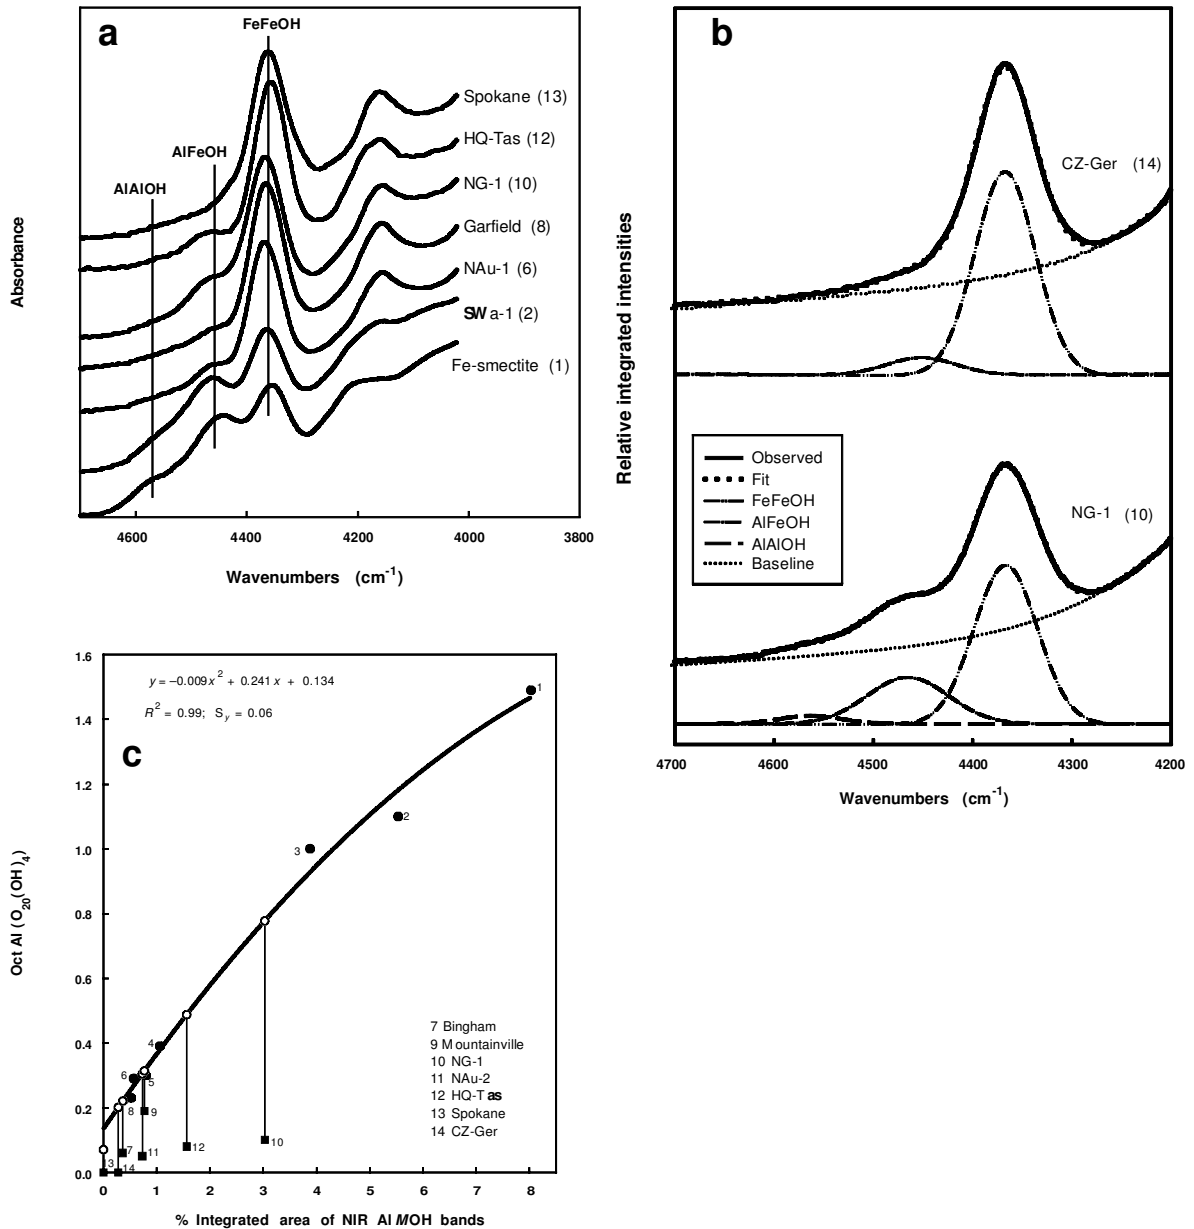 a
FeFeOH
AlFeOH
AlAlOH
Spokane (13)
HQ-Tas (12)
NG-1 (10)
Garfield (8)
NAu-1 (6)
SWa-1 (2)
Fe-smectite (1)
Absorbance
4600 4400 4200 4000 3800
Wavenumbers (cm⁻¹)
b
CZ-Ger (14)
Relative integrated intensities
Observed
Fit
FeFeOH
AlFeOH
AlAlOH
Baseline
NG-1 (10)
4700 4600 4500 4400 4300 4200
Wavenumbers (cm⁻¹)
1.6
1.4
1.2
1.0
0.8
0.6
0.4
0.2
0.0
y = −0.009x² + 0.241x + 0.134
R² = 0.99; Sy = 0.06
c
Oct Al (O₂₀(OH)₄)
1
2
3
4
6
5
8
9
7
11
12
10
13
14
7 Bingham
9 Mountainville
10 NG-1
11 NAu-2
12 HQ-Tas
13 Spokane
14 CZ-Ger
0 1 2 3 4 5 6 7 8
% Integrated area of NIR AlMOH bands